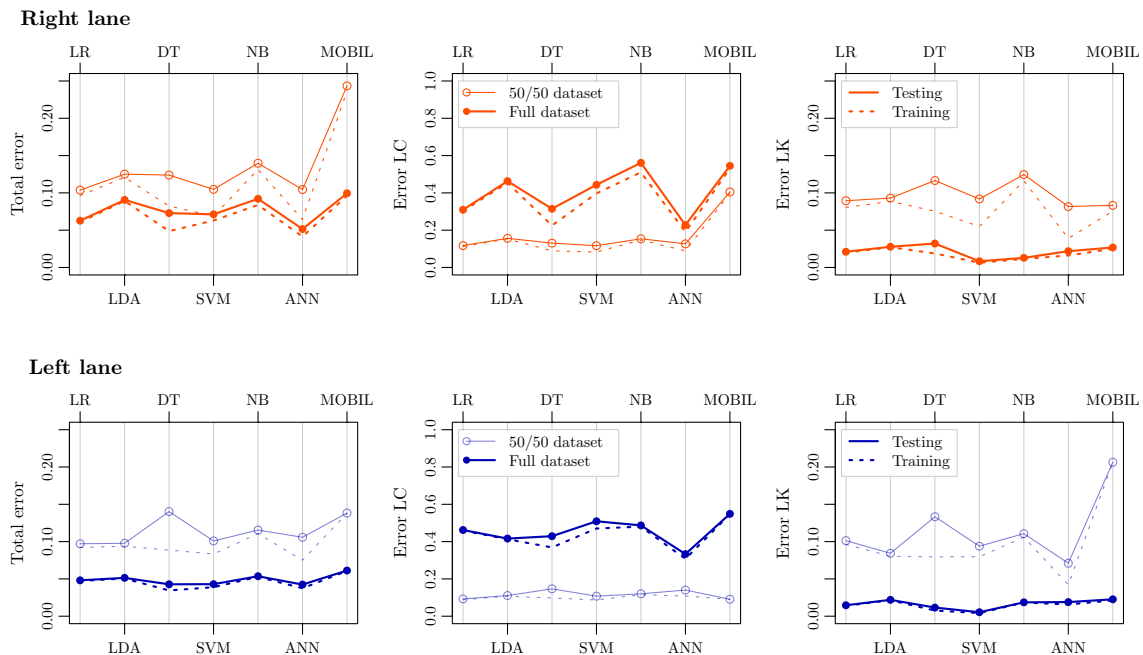 Right lane
LR DT NB MOBIL
LR DT NB MOBIL
LR DT NB MOBIL
Total error
0.00 0.10 0.20
LDA SVM ANN
Error LC
0.0 0.2 0.4 0.6 0.8 1.0
50/50 dataset
Full dataset
LDA SVM ANN
Error LK
0.00 0.10 0.20
Testing
Training
LDA SVM ANN
Left lane
LR DT NB MOBIL
LR DT NB MOBIL
LR DT NB MOBIL
Total error
0.00 0.10 0.20
LDA SVM ANN
Error LC
0.0 0.2 0.4 0.6 0.8 1.0
50/50 dataset
Full dataset
LDA SVM ANN
Error LK
0.00 0.10 0.20
Testing
Training
LDA SVM ANN